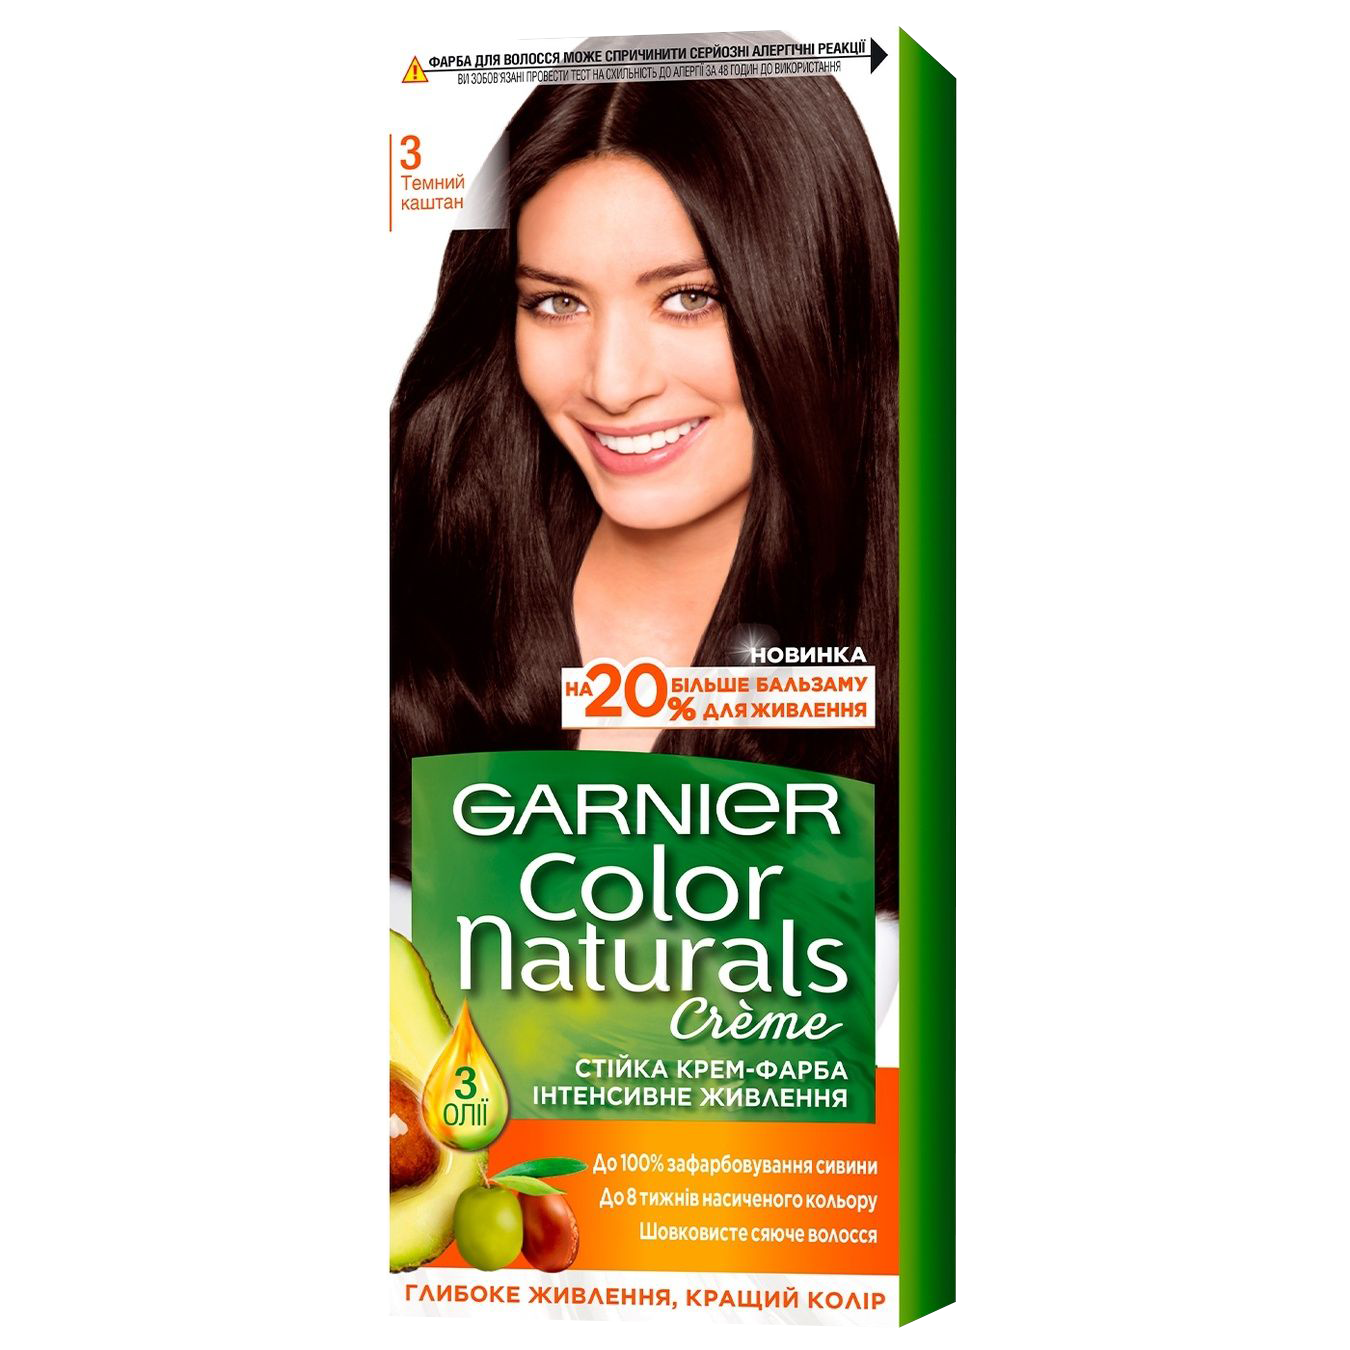 ФАРБА ДЛЯ ВОЛОССЯ МОЖЕ СПРИЧИНИТИ СЕРЙОЗНІ АЛЕРГІЧНІ РЕАКЦІЇ
ВИ ЗОБОВ'ЯЗАНІ ПРОВЕСТИ ТЕСТ НА СХИЛЬНІСТЬ ДО АЛЕРГІЇ ЗА 48 ГОДИН ДО ВИКОРИСТАННЯ
3
Темний
каштан
НОВИНКА
НА 20% БІЛЬШЕ БАЛЬЗАМУ
ДЛЯ ЖИВЛЕННЯ
GARNIER
Color
Naturals
Crème
СТІЙКА КРЕМ-ФАРБА
ІНТЕНСИВНЕ ЖИВЛЕННЯ
3
ОЛІЇ
До 100% зафарбовування сивини
До 8 тижнів насиченого кольору
Шовковисте сяюче волосся
ГЛИБОКЕ ЖИВЛЕННЯ, КРАЩИЙ КОЛІР